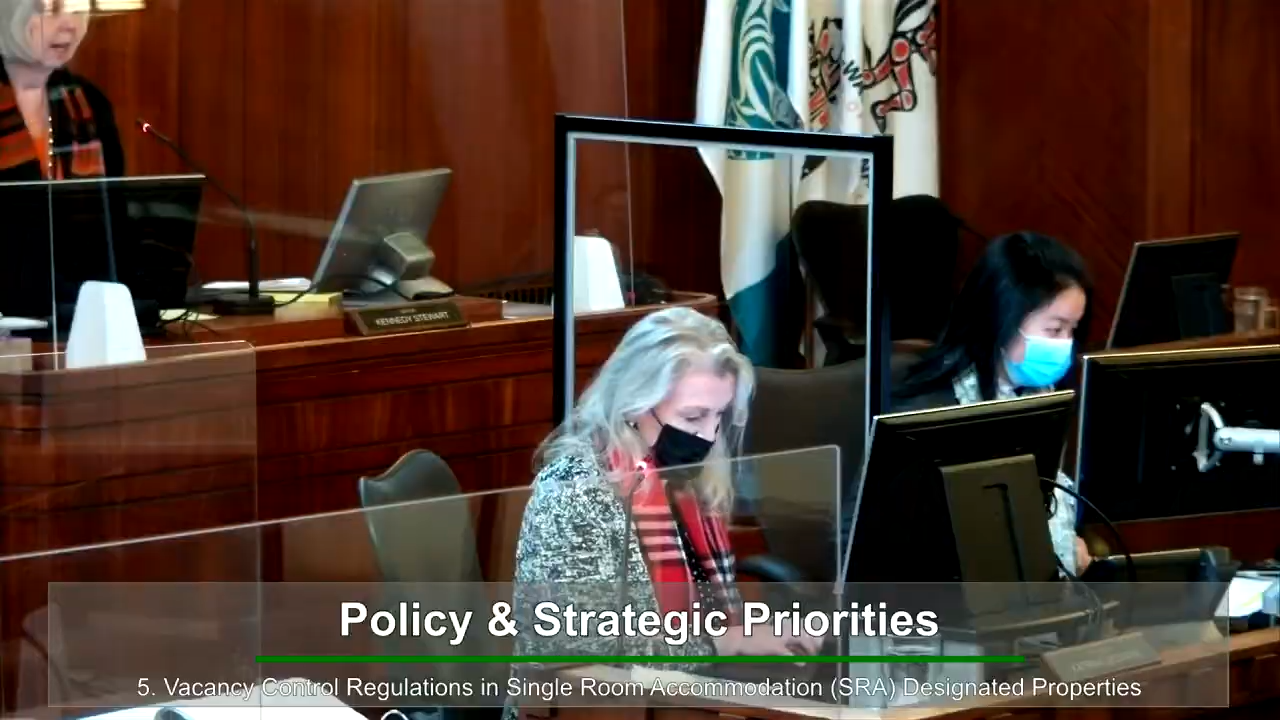 KENNEDY STEWART
Policy & Strategic Priorities
5. Vacancy Control Regulations in Single Room Accommodation (SRA) Designated Properties